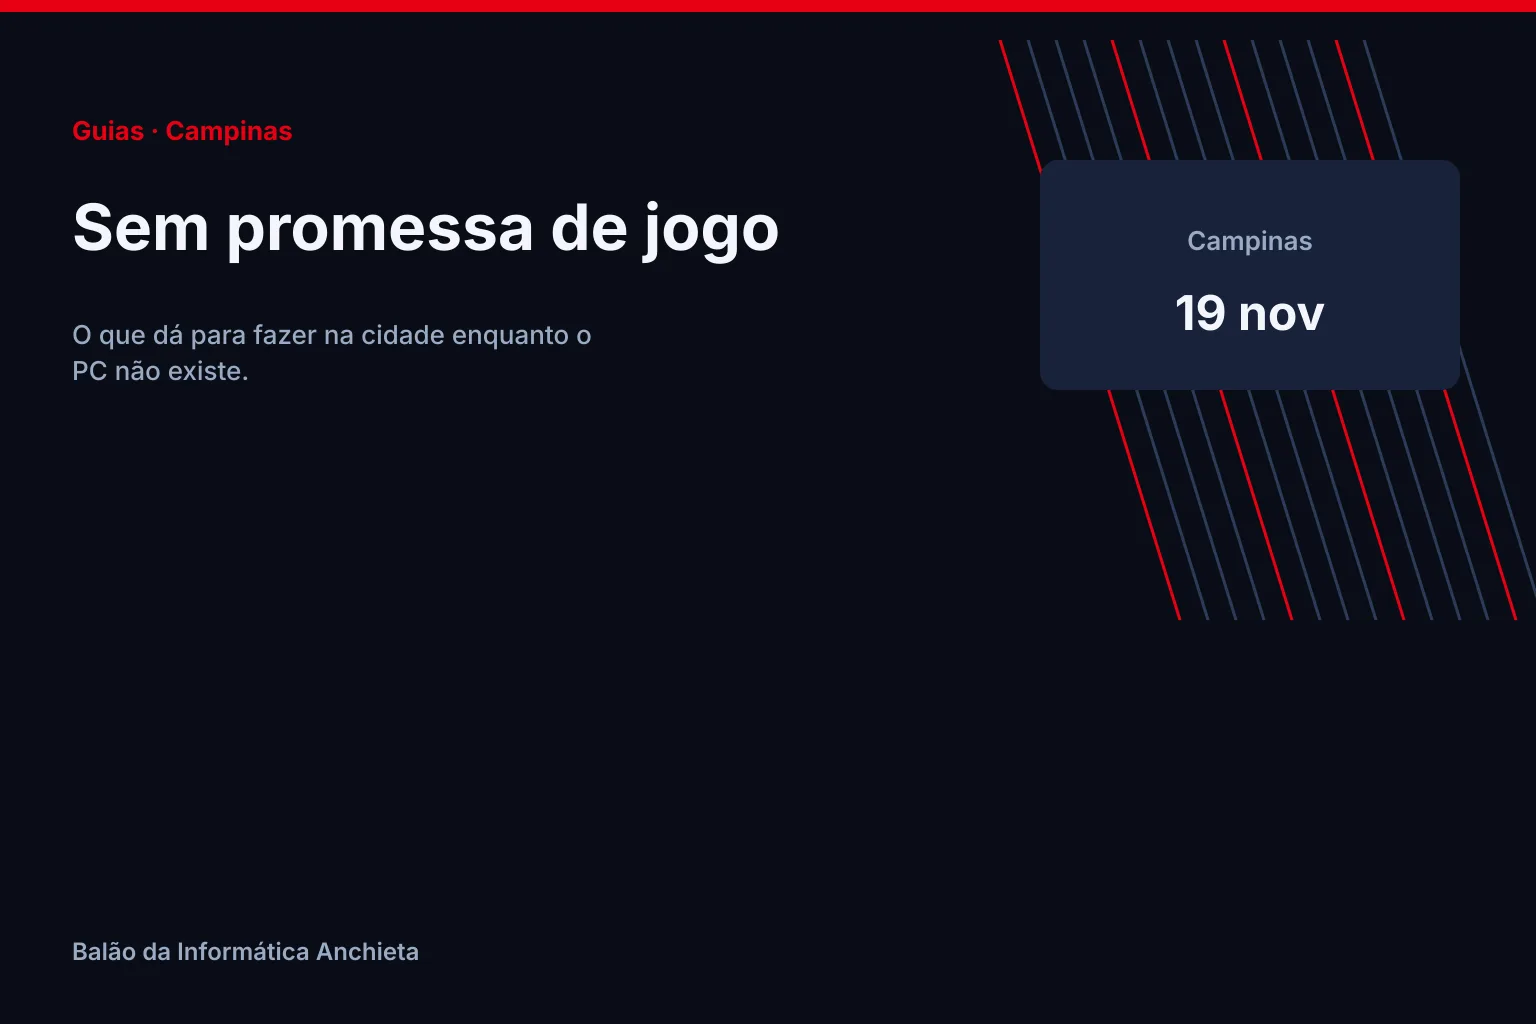 Guias · Campinas
Sem promessa de jogo
O que dá para fazer na cidade enquanto o
PC não existe.
Campinas
19 nov
Balão da Informática Anchieta